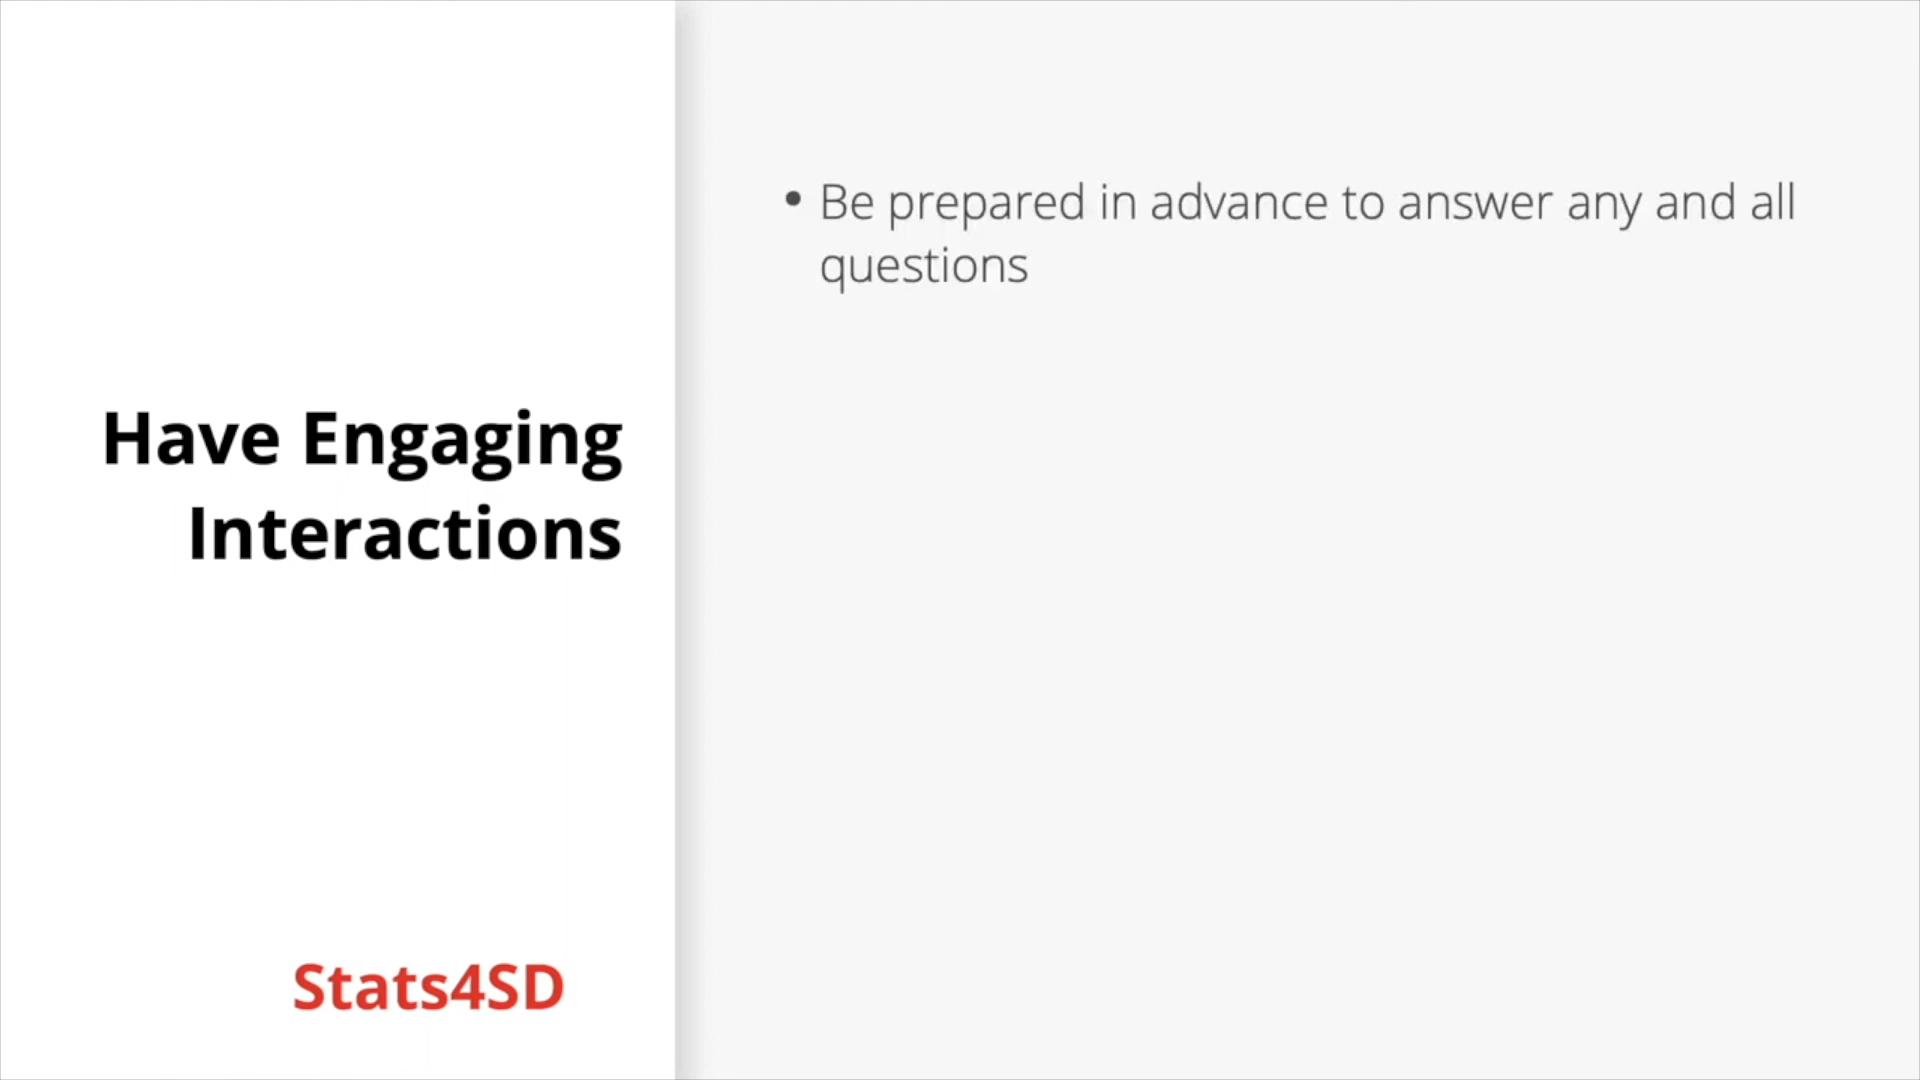 Have Engaging
Interactions
Stats4SD
• Be prepared in advance to answer any and all
questions